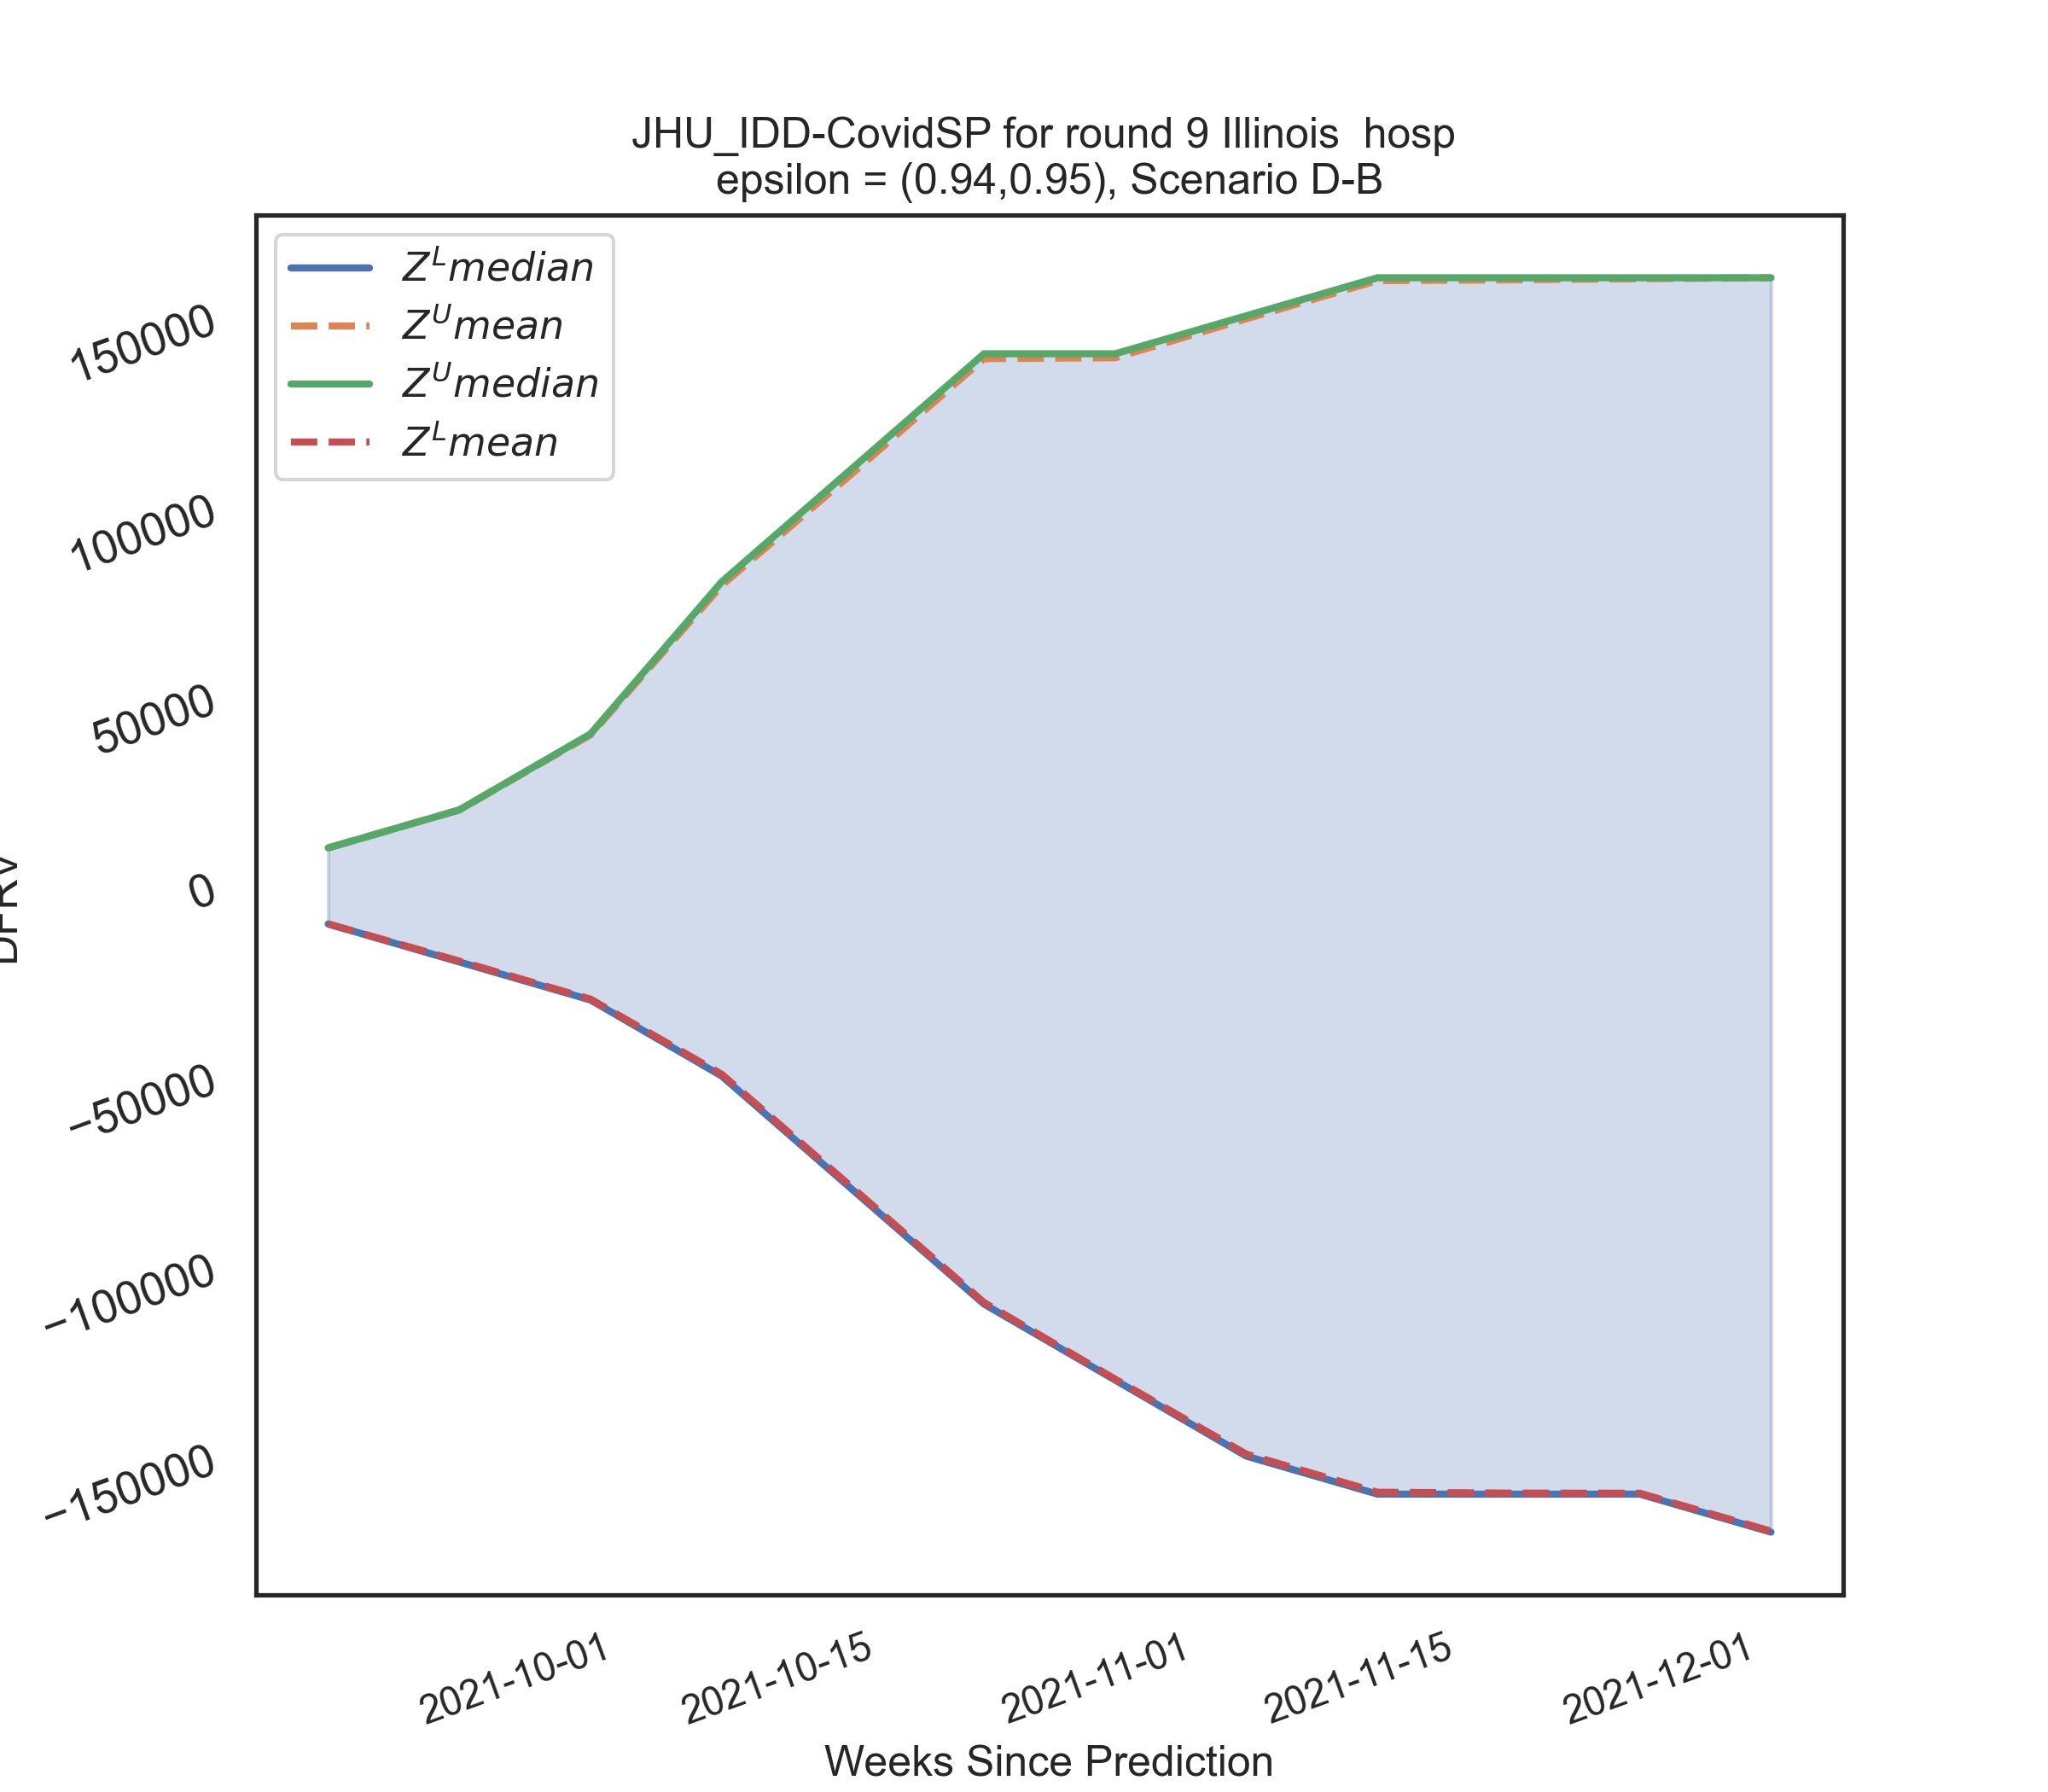 JHU_IDD-CovidSP for round 9 Illinois  hosp
epsilon = (0.94,0.95), Scenario D-B
Z^L median
Z^U mean
Z^U median
Z^L mean
150000
100000
50000
0
−50000
−100000
−150000
2021-10-01
2021-10-15
2021-11-01
2021-11-15
2021-12-01
Weeks Since Prediction